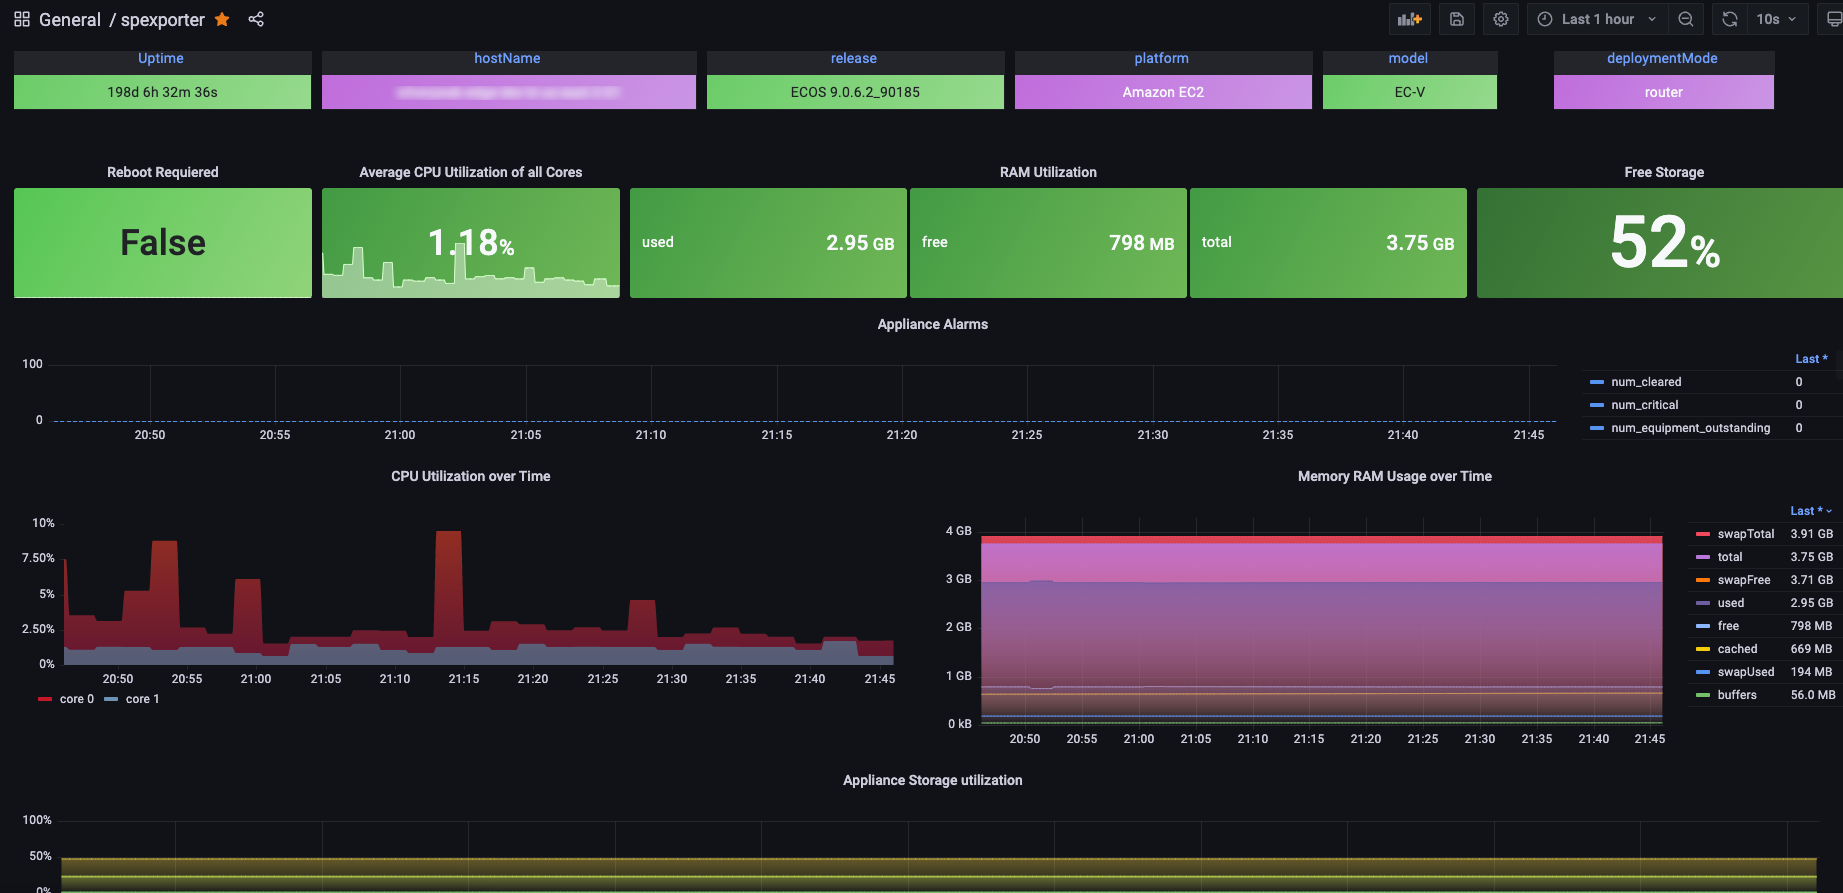 General / spexporter
Last 1 hour
10s
Uptime
hostName
release
platform
model
deploymentMode
198d 6h 32m 36s
ECOS 9.0.6.2_90185
Amazon EC2
EC-V
router
Reboot Requiered
Average CPU Utilization of all Cores
RAM Utilization
Free Storage
False
1.18%
used 2.95 GB
free 798 MB
total 3.75 GB
52%
Appliance Alarms
100
0
20:50 20:55 21:00 21:05 21:10 21:15 21:20 21:25 21:30 21:35 21:40 21:45
Last *
num_cleared 0
num_critical 0
num_equipment_outstanding 0
CPU Utilization over Time
10%
7.50%
5%
2.50%
0%
20:50 20:55 21:00 21:05 21:10 21:15 21:20 21:25 21:30 21:35 21:40 21:45
core 0 core 1
Memory RAM Usage over Time
4 GB
3 GB
2 GB
1 GB
0 kB
20:50 20:55 21:00 21:05 21:10 21:15 21:20 21:25 21:30 21:35 21:40 21:45
Last *
swapTotal 3.91 GB
total 3.75 GB
swapFree 3.71 GB
used 2.95 GB
free 798 MB
cached 669 MB
swapUsed 194 MB
buffers 56.0 MB
Appliance Storage utilization
100%
50%
0%